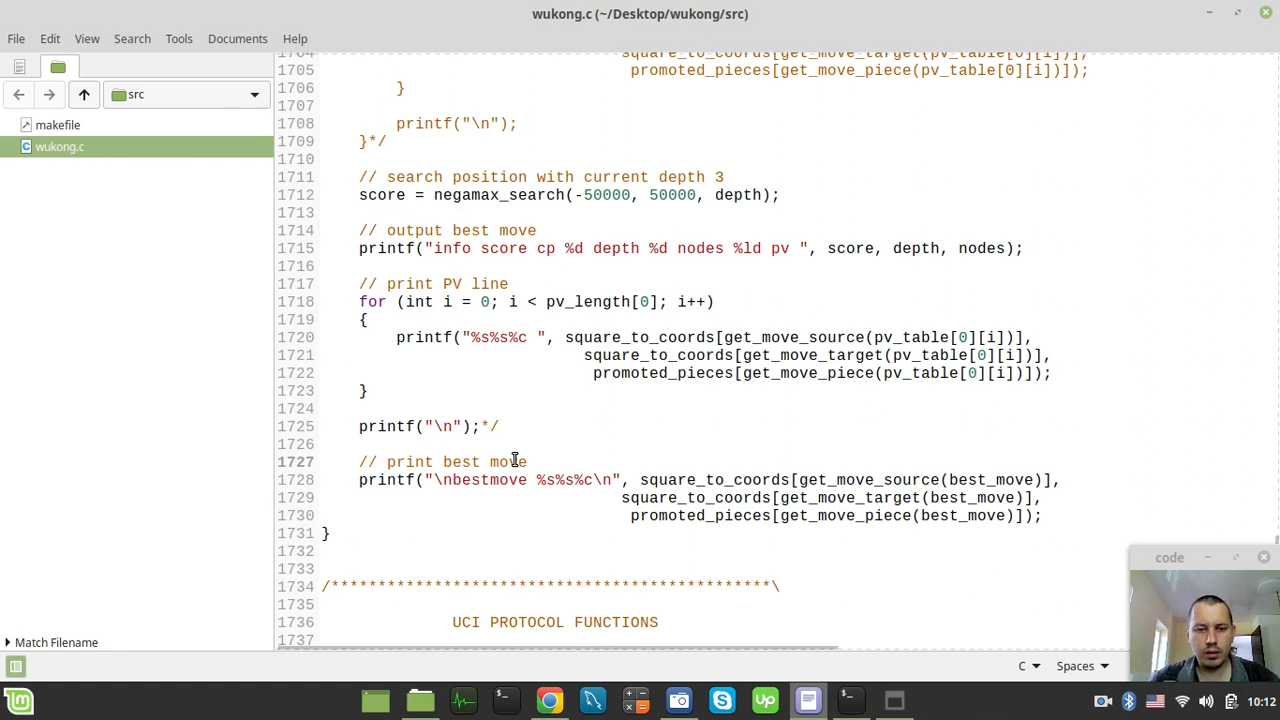 wukong.c (~/Desktop/wukong/src)
File Edit View Search Tools Documents Help
src
makefile
wukong.c
Match Filename
1704 square_to_coords[get_move_target(pv_table[0][i])],
1705 promoted_pieces[get_move_piece(pv_table[0][i])]);
1706 }
1707
1708 printf("\n");
1709 }*/
1710
1711 // search position with current depth 3
1712 score = negamax_search(-50000, 50000, depth);
1713
1714 // output best move
1715 printf("info score cp %d depth %d nodes %ld pv ", score, depth, nodes);
1716
1717 // print PV line
1718 for (int i = 0; i < pv_length[0]; i++)
1719 {
1720 printf("%s%s%c ", square_to_coords[get_move_source(pv_table[0][i])],
1721 square_to_coords[get_move_target(pv_table[0][i])],
1722 promoted_pieces[get_move_piece(pv_table[0][i])]);
1723 }
1724
1725 printf("\n");*/
1726
1727 // print best move
1728 printf("\nbestmove %s%s%c\n", square_to_coords[get_move_source(best_move)],
1729 square_to_coords[get_move_target(best_move)],
1730 promoted_pieces[get_move_piece(best_move)]);
1731 }
1732
1733
1734 /***********************************************\
1735
1736 UCI PROTOCOL FUNCTIONS
1737
code
C Spaces
10:12